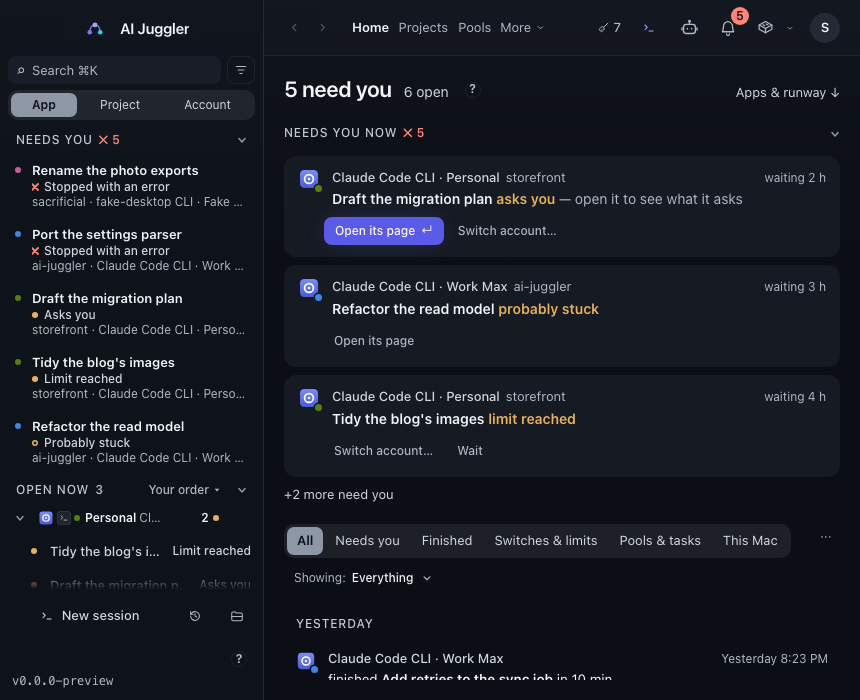 AI Juggler
Search ⌘K
App Project Account
NEEDS YOU ✕ 5
Rename the photo exports
Stopped with an error
sacrificial · fake-desktop CLI · Fake ...
Port the settings parser
Stopped with an error
ai-juggler · Claude Code CLI · Work ...
Draft the migration plan
Asks you
storefront · Claude Code CLI · Perso...
Tidy the blog's images
Limit reached
storefront · Claude Code CLI · Perso...
Refactor the read model
Probably stuck
ai-juggler · Claude Code CLI · Work ...
OPEN NOW 3 Your order
Personal Cl... 2
Tidy the blog's i... Limit reached
Draft the migration p... Asks you
New session
?
v0.0.0-preview
Home Projects Pools More 7 5 S
5 need you 6 open ? Apps & runway ↓
NEEDS YOU NOW ✕ 5
Claude Code CLI · Personal storefront waiting 2 h
Draft the migration plan asks you — open it to see what it asks
Open its page ↵ Switch account...
Claude Code CLI · Work Max ai-juggler waiting 3 h
Refactor the read model probably stuck
Open its page
Claude Code CLI · Personal storefront waiting 4 h
Tidy the blog's images limit reached
Switch account... Wait
+2 more need you
All Needs you Finished Switches & limits Pools & tasks This Mac ...
Showing: Everything
YESTERDAY
Claude Code CLI · Work Max Yesterday 8:23 PM
finished Add retries to the sync job in 10 min